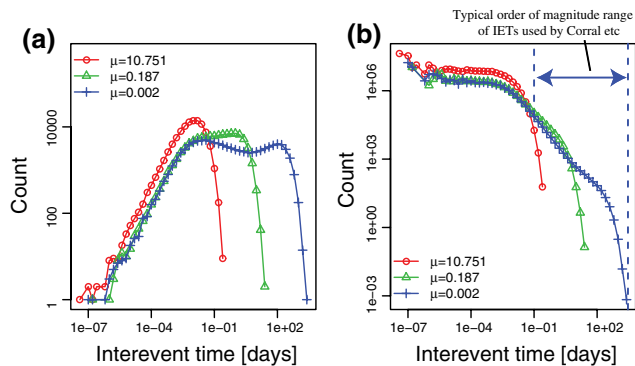 Typical order of magnitude range
of IETs used by Corral etc
(a)
(b)
μ=10.751
μ=0.187
μ=0.002
Count
10000
100
1
1e-07
1e-04
1e-01
1e+02
Interevent time [days]
Count
1e+06
1e+03
1e+00
1e-03
μ=10.751
μ=0.187
μ=0.002
1e-07
1e-04
1e-01
1e+02
Interevent time [days]